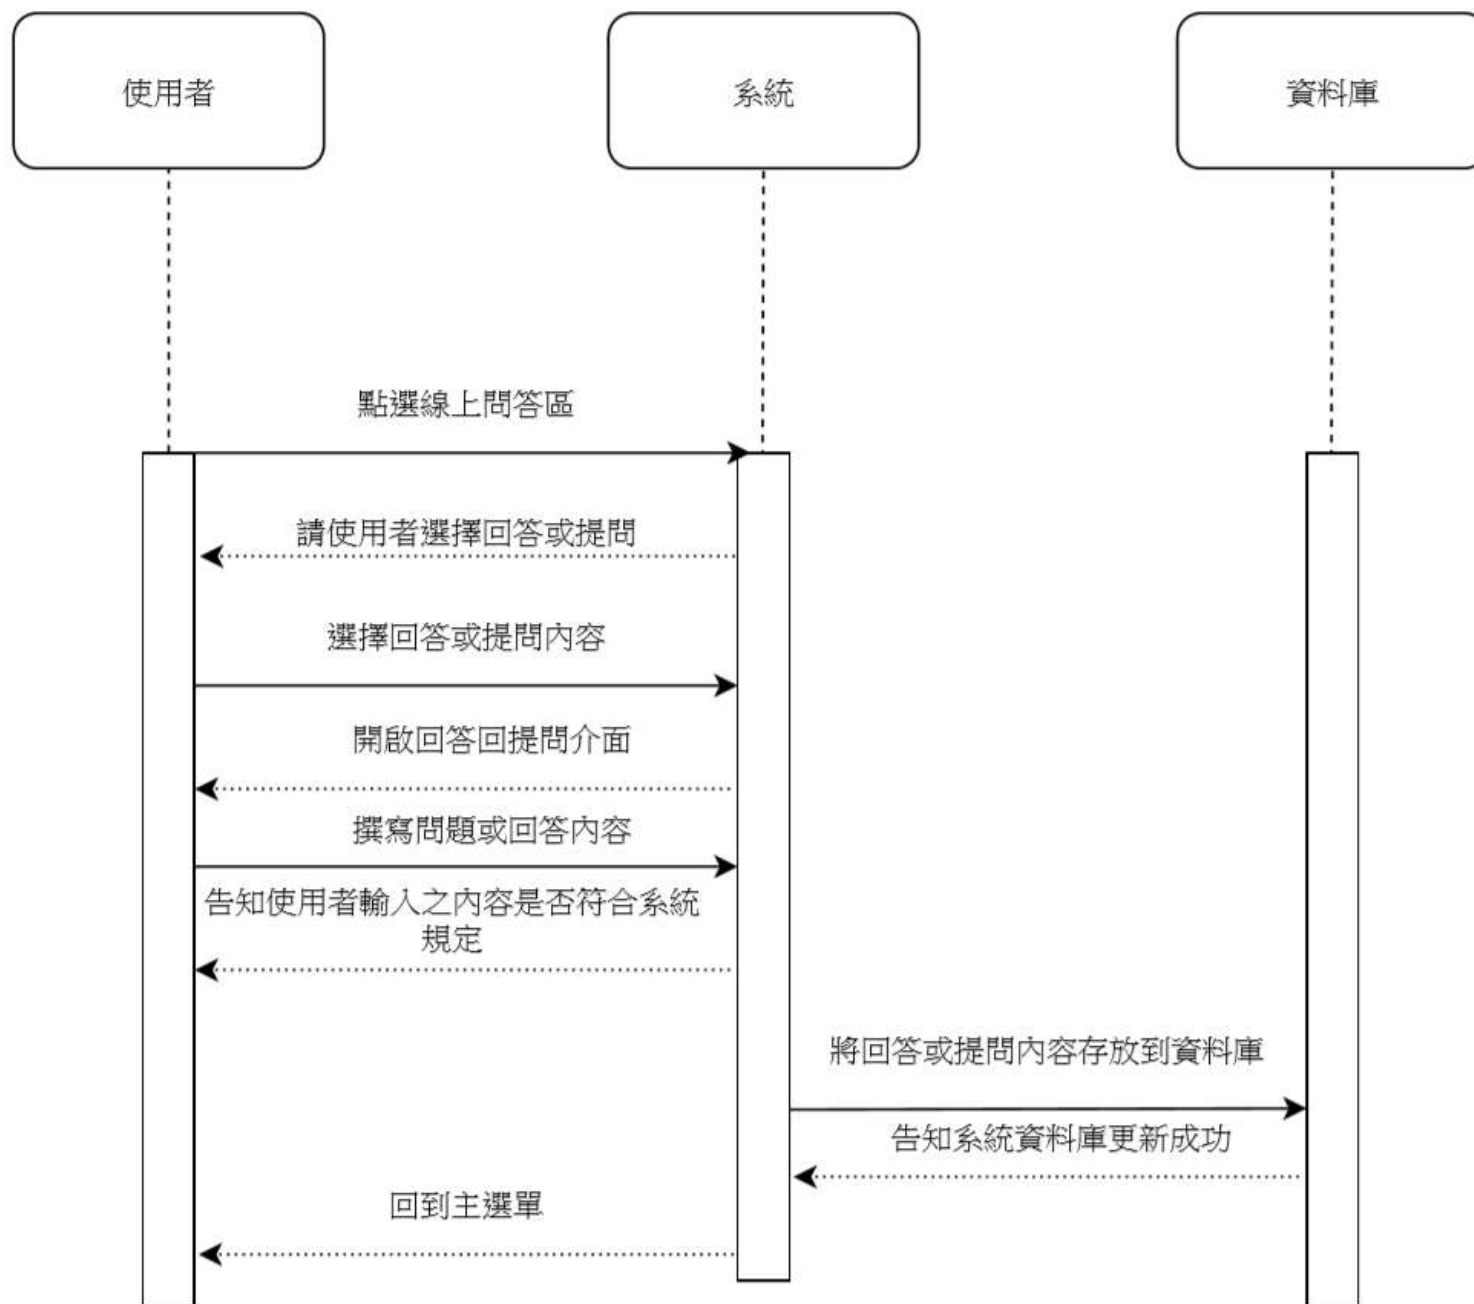 使用者
系統
資料庫
點選線上問答區
請使用者選擇回答或提問
選擇回答或提問內容
開啟回答回提問介面
撰寫問題或回答內容
告知使用者輸入之內容是否符合系統
規定
將回答或提問內容存放到資料庫
告知系統資料庫更新成功
回到主選單